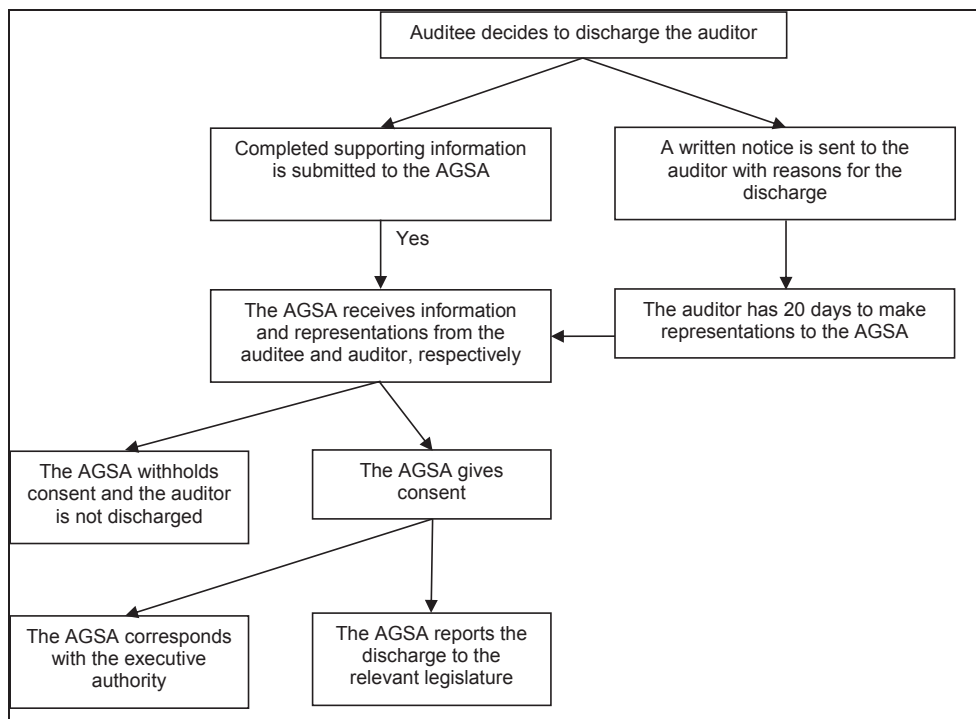 Auditee decides to discharge the auditor
Completed supporting information
is submitted to the AGSA
A written notice is sent to the
auditor with reasons for the
discharge
Yes
The AGSA receives information
and representations from the
auditee and auditor, respectively
The auditor has 20 days to make
representations to the AGSA
The AGSA withholds
consent and the auditor
is not discharged
The AGSA gives
consent
The AGSA corresponds
with the executive
authority
The AGSA reports the
discharge to the
relevant legislature